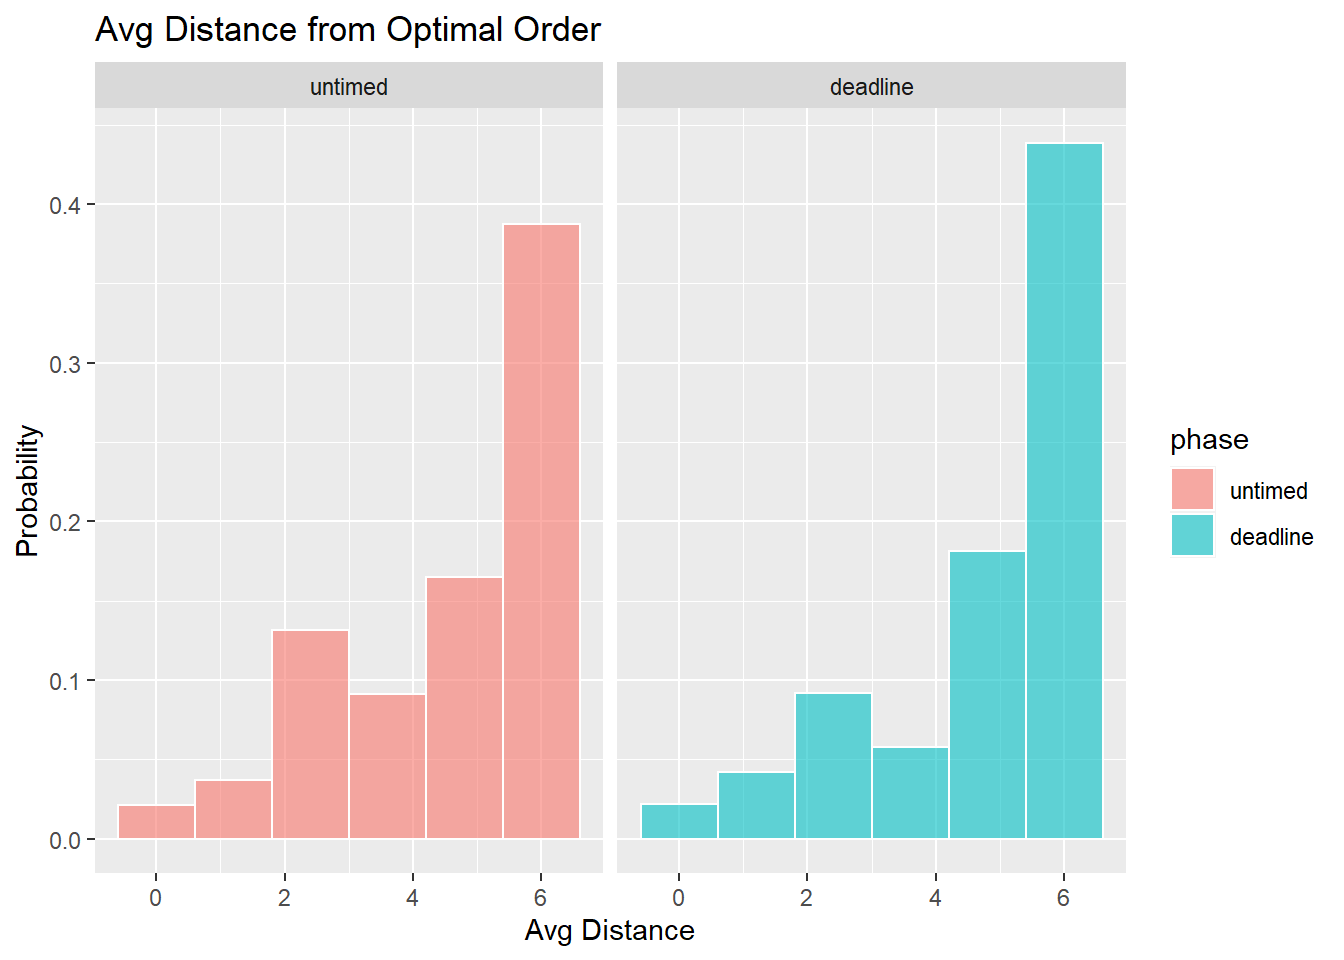 Avg Distance from Optimal Order
untimed
deadline
0.4
0.3
0.2
0.1
0.0
Probability
0 2 4 6
0 2 4 6
Avg Distance
phase
untimed
deadline